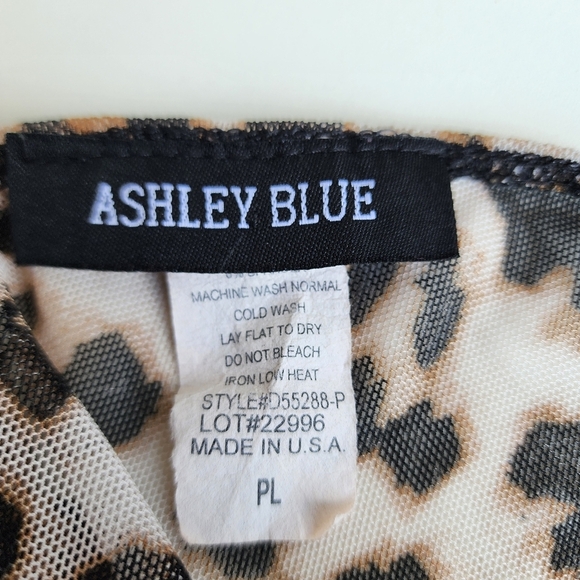 ASHLEY BLUE
MACHINE WASH NORMAL
COLD WASH
LAY FLAT TO DRY
DO NOT BLEACH
IRON LOW HEAT
STYLE#D55288-P
LOT#22996
MADE IN U.S.A.
PL